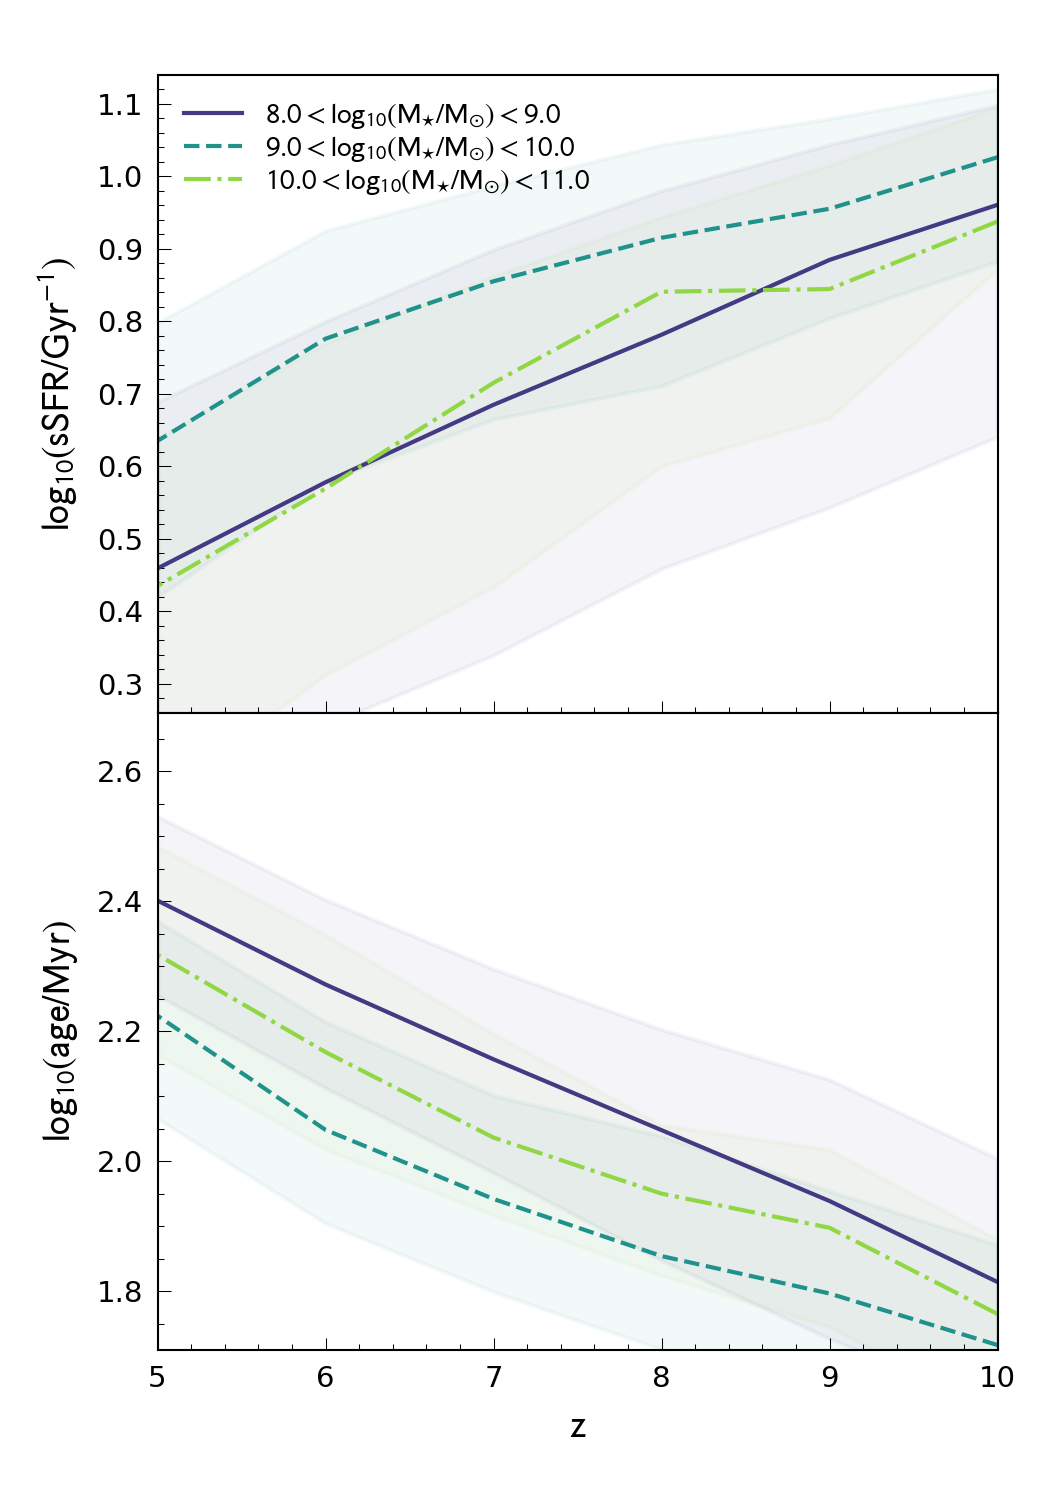 1.1
1.0
0.9
0.8
0.7
0.6
0.5
0.4
0.3
log₁₀(sSFR/Gyr⁻¹)
8.0 < log₁₀(M⋆/M⊙) < 9.0
9.0 < log₁₀(M⋆/M⊙) < 10.0
10.0 < log₁₀(M⋆/M⊙) < 11.0
2.6
2.4
2.2
2.0
1.8
log₁₀(age/Myr)
5 6 7 8 9 10
z